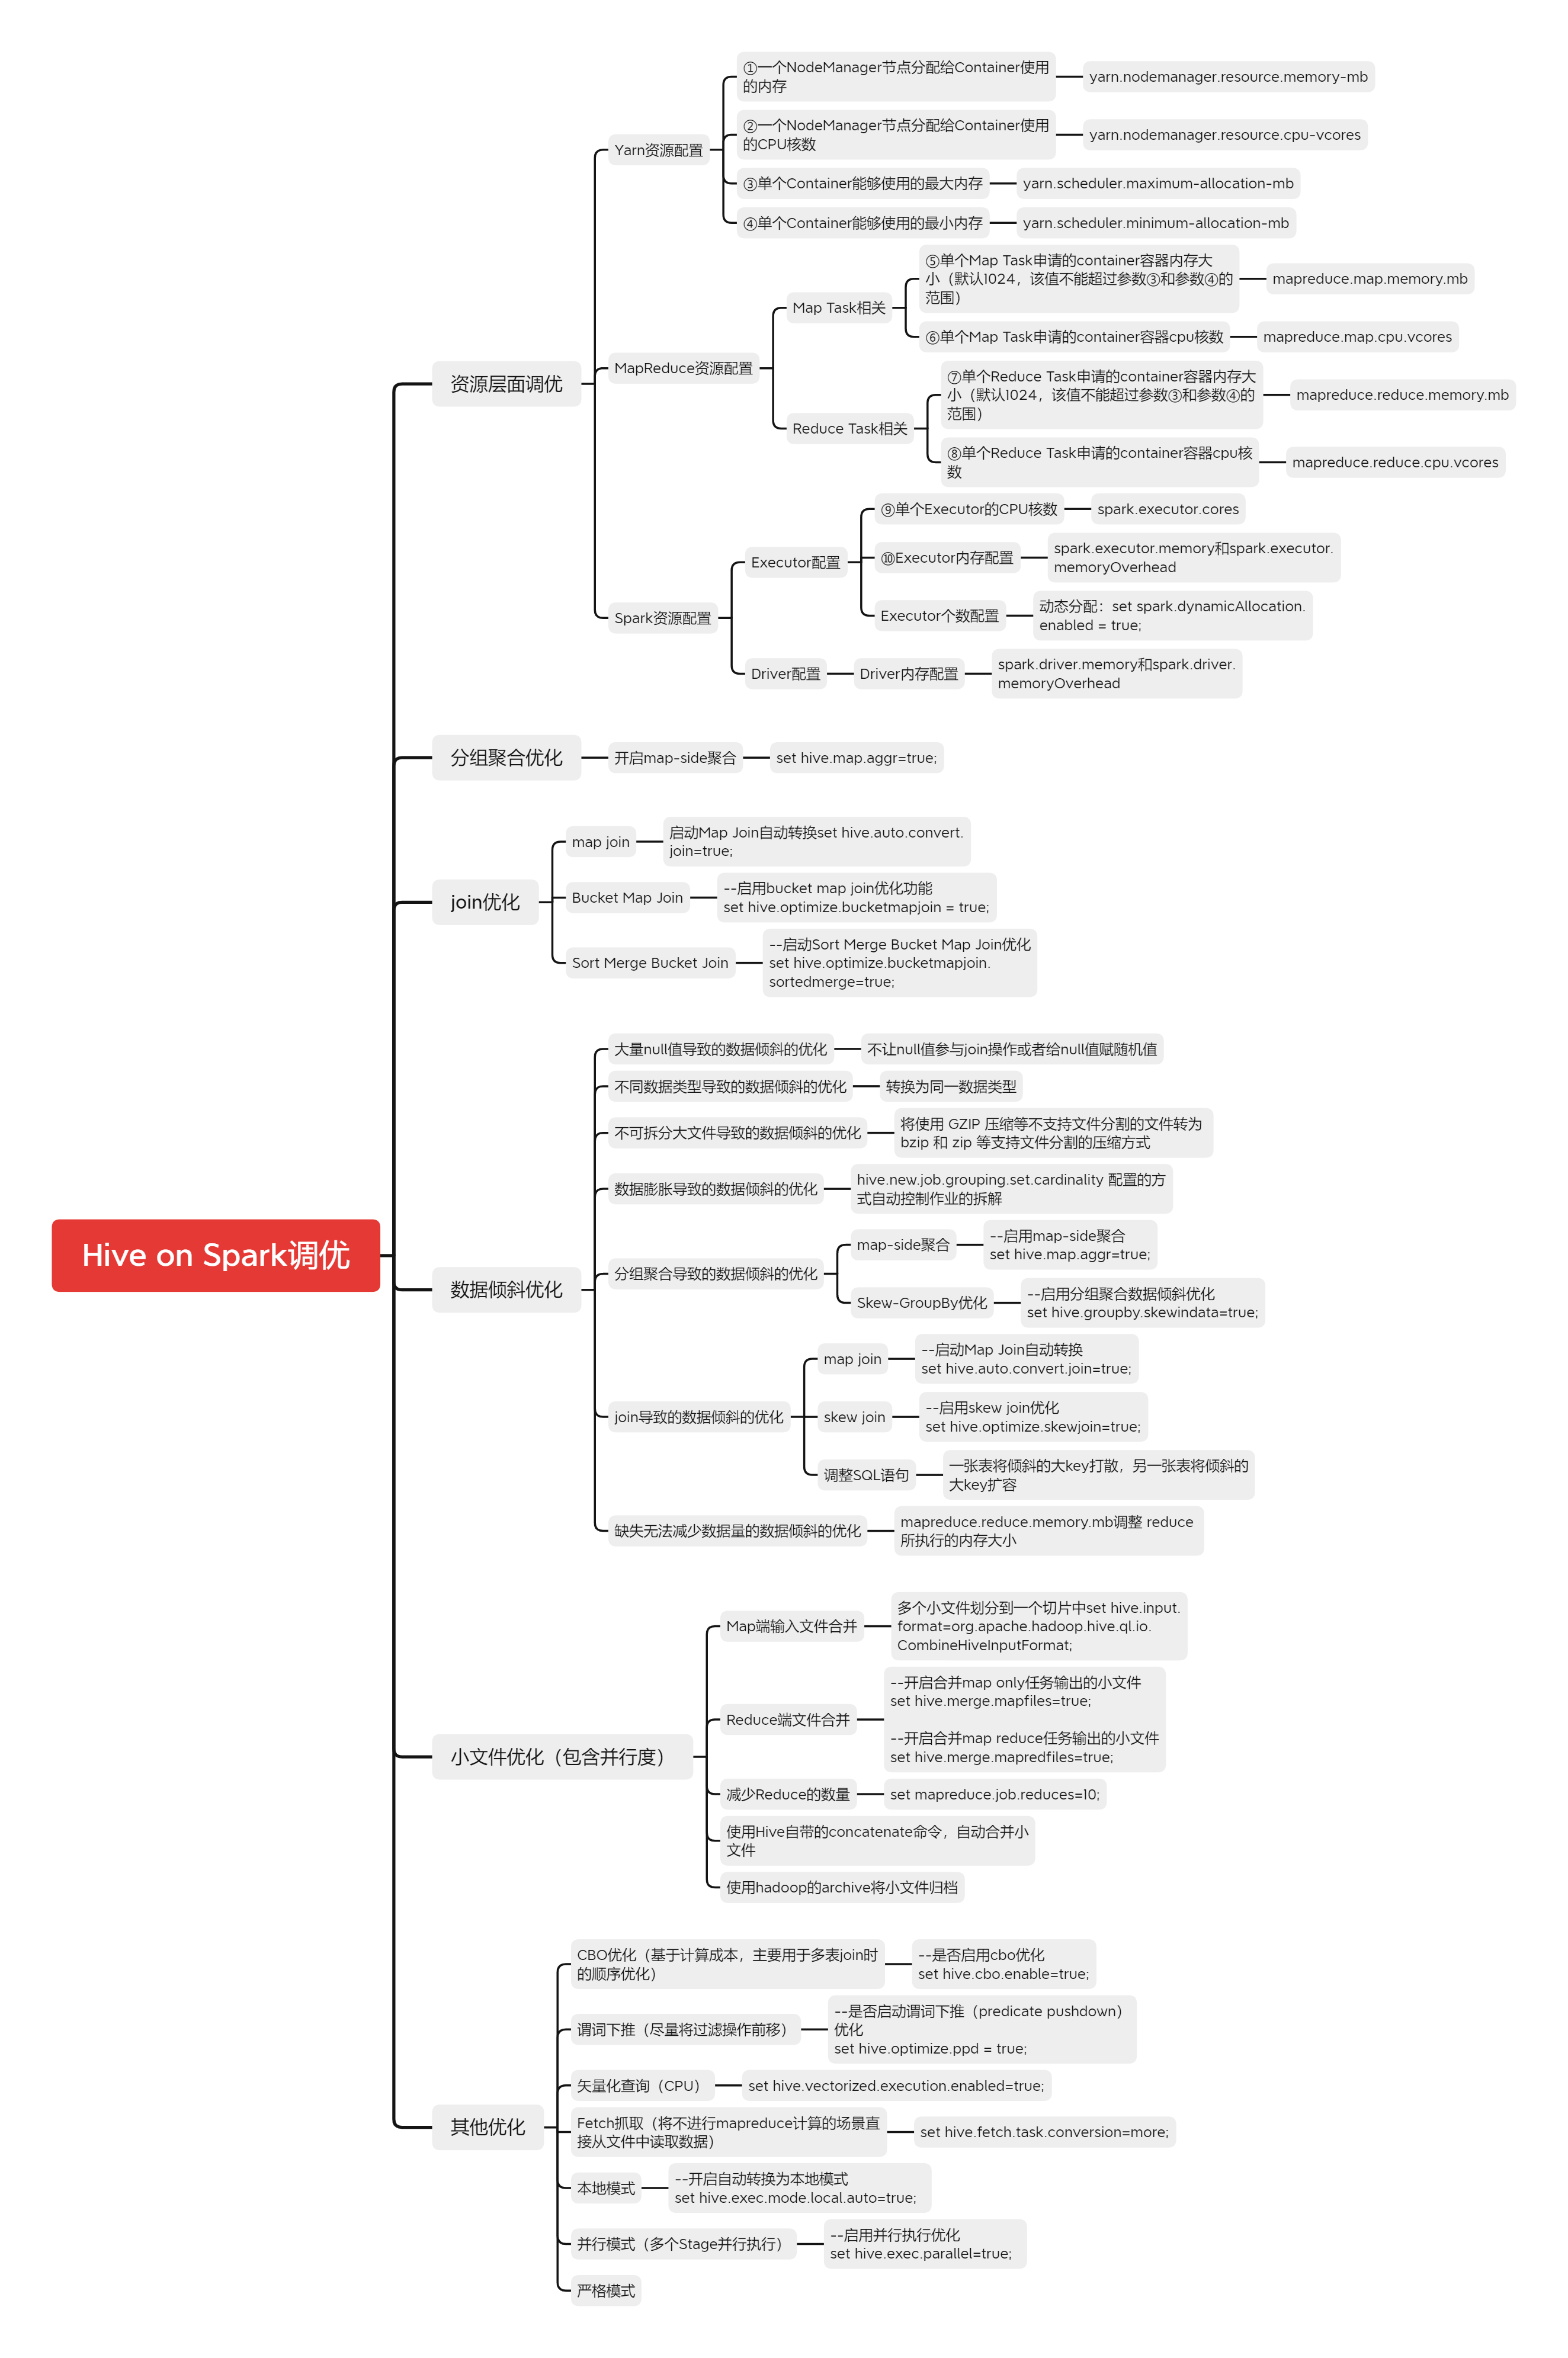 Hive on Spark调优
资源层面调优
Yarn资源配置
①一个NodeManager节点分配给Container使用
的内存
yarn.nodemanager.resource.memory-mb
②一个NodeManager节点分配给Container使用
的CPU核数
yarn.nodemanager.resource.cpu-vcores
③单个Container能够使用的最大内存
yarn.scheduler.maximum-allocation-mb
④单个Container能够使用的最小内存
yarn.scheduler.minimum-allocation-mb
MapReduce资源配置
Map Task相关
⑤单个Map Task申请的container容器内存大
小（默认1024，该值不能超过参数③和参数④的
范围）
mapreduce.map.memory.mb
⑥单个Map Task申请的container容器cpu核数
mapreduce.map.cpu.vcores
Reduce Task相关
⑦单个Reduce Task申请的container容器内存大
小（默认1024，该值不能超过参数③和参数④的
范围）
mapreduce.reduce.memory.mb
⑧单个Reduce Task申请的container容器cpu核
数
mapreduce.reduce.cpu.vcores
Spark资源配置
Executor配置
⑨单个Executor的CPU核数
spark.executor.cores
⑩Executor内存配置
spark.executor.memory和spark.executor.
memoryOverhead
Executor个数配置
动态分配：set spark.dynamicAllocation.
enabled = true;
Driver配置
Driver内存配置
spark.driver.memory和spark.driver.
memoryOverhead
分组聚合优化
开启map-side聚合
set hive.map.aggr=true;
join优化
map join
启动Map Join自动转换set hive.auto.convert.
join=true;
Bucket Map Join
--启用bucket map join优化功能
set hive.optimize.bucketmapjoin = true;
Sort Merge Bucket Join
--启动Sort Merge Bucket Map Join优化
set hive.optimize.bucketmapjoin.
sortedmerge=true;
数据倾斜优化
大量null值导致的数据倾斜的优化
不让null值参与join操作或者给null值赋随机值
不同数据类型导致的数据倾斜的优化
转换为同一数据类型
不可拆分大文件导致的数据倾斜的优化
将使用 GZIP 压缩等不支持文件分割的文件转为
bzip 和 zip 等支持文件分割的压缩方式
数据膨胀导致的数据倾斜的优化
hive.new.job.grouping.set.cardinality 配置的方
式自动控制作业的拆解
分组聚合导致的数据倾斜的优化
map-side聚合
--启用map-side聚合
set hive.map.aggr=true;
Skew-GroupBy优化
--启用分组聚合数据倾斜优化
set hive.groupby.skewindata=true;
join导致的数据倾斜的优化
map join
--启动Map Join自动转换
set hive.auto.convert.join=true;
skew join
--启用skew join优化
set hive.optimize.skewjoin=true;
调整SQL语句
一张表将倾斜的大key打散，另一张表将倾斜的
大key扩容
缺失无法减少数据量的数据倾斜的优化
mapreduce.reduce.memory.mb调整 reduce
所执行的内存大小
小文件优化（包含并行度）
Map端输入文件合并
多个小文件划分到一个切片中set hive.input.
format=org.apache.hadoop.hive.ql.io.
CombineHiveInputFormat;
Reduce端文件合并
--开启合并map only任务输出的小文件
set hive.merge.mapfiles=true;
--开启合并map reduce任务输出的小文件
set hive.merge.mapredfiles=true;
减少Reduce的数量
set mapreduce.job.reduces=10;
使用Hive自带的concatenate命令，自动合并小
文件
使用hadoop的archive将小文件归档
其他优化
CBO优化（基于计算成本，主要用于多表join时
的顺序优化）
--是否启用cbo优化
set hive.cbo.enable=true;
谓词下推（尽量将过滤操作前移）
--是否启动谓词下推（predicate pushdown）
优化
set hive.optimize.ppd = true;
矢量化查询（CPU）
set hive.vectorized.execution.enabled=true;
Fetch抓取（将不进行mapreduce计算的场景直
接从文件中读取数据）
set hive.fetch.task.conversion=more;
本地模式
--开启自动转换为本地模式
set hive.exec.mode.local.auto=true;
并行模式（多个Stage并行执行）
--启用并行执行优化
set hive.exec.parallel=true;
严格模式